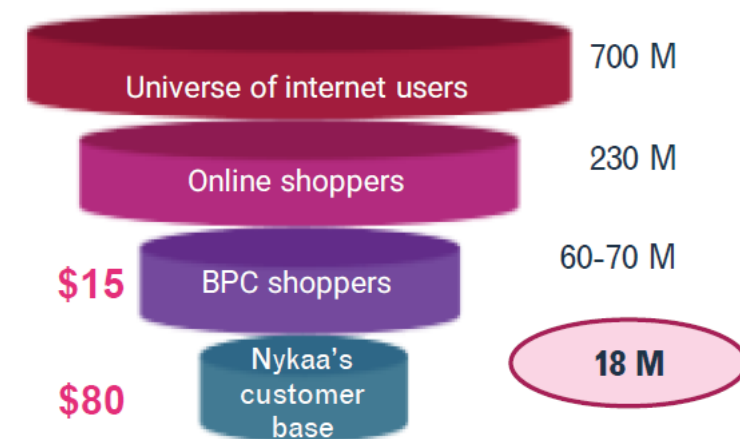 Universe of internet users
700 M
Online shoppers
230 M
$15
BPC shoppers
60-70 M
Nykaa's
customer
base
$80
18 M